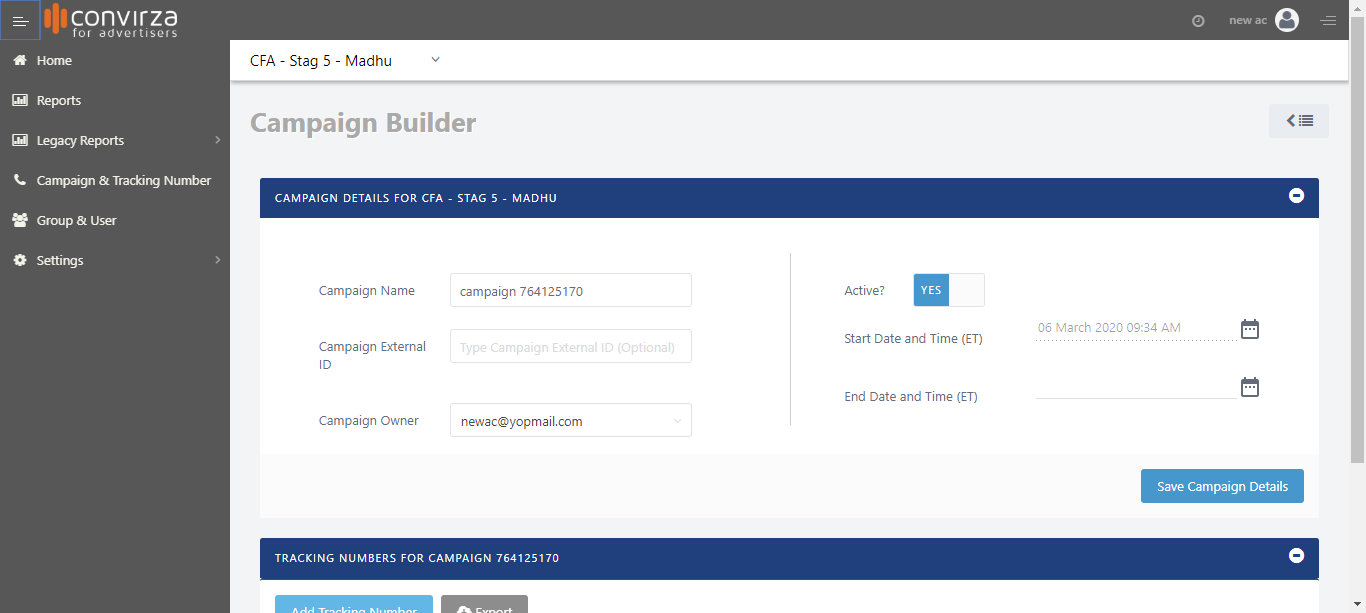 convirza
for advertisers
new ac
Home
Reports
Legacy Reports
Campaign & Tracking Number
Group & User
Settings
CFA - Stag 5 - Madhu
Campaign Builder
CAMPAIGN DETAILS FOR CFA - STAG 5 - MADHU
Campaign Name
campaign 764125170
Campaign External
ID
Type Campaign External ID (Optional)
Campaign Owner
newac@yopmail.com
Active?
YES
Start Date and Time (ET)
06 March 2020 09:34 AM
End Date and Time (ET)
Save Campaign Details
TRACKING NUMBERS FOR CAMPAIGN 764125170
Add Tracking Number
Export